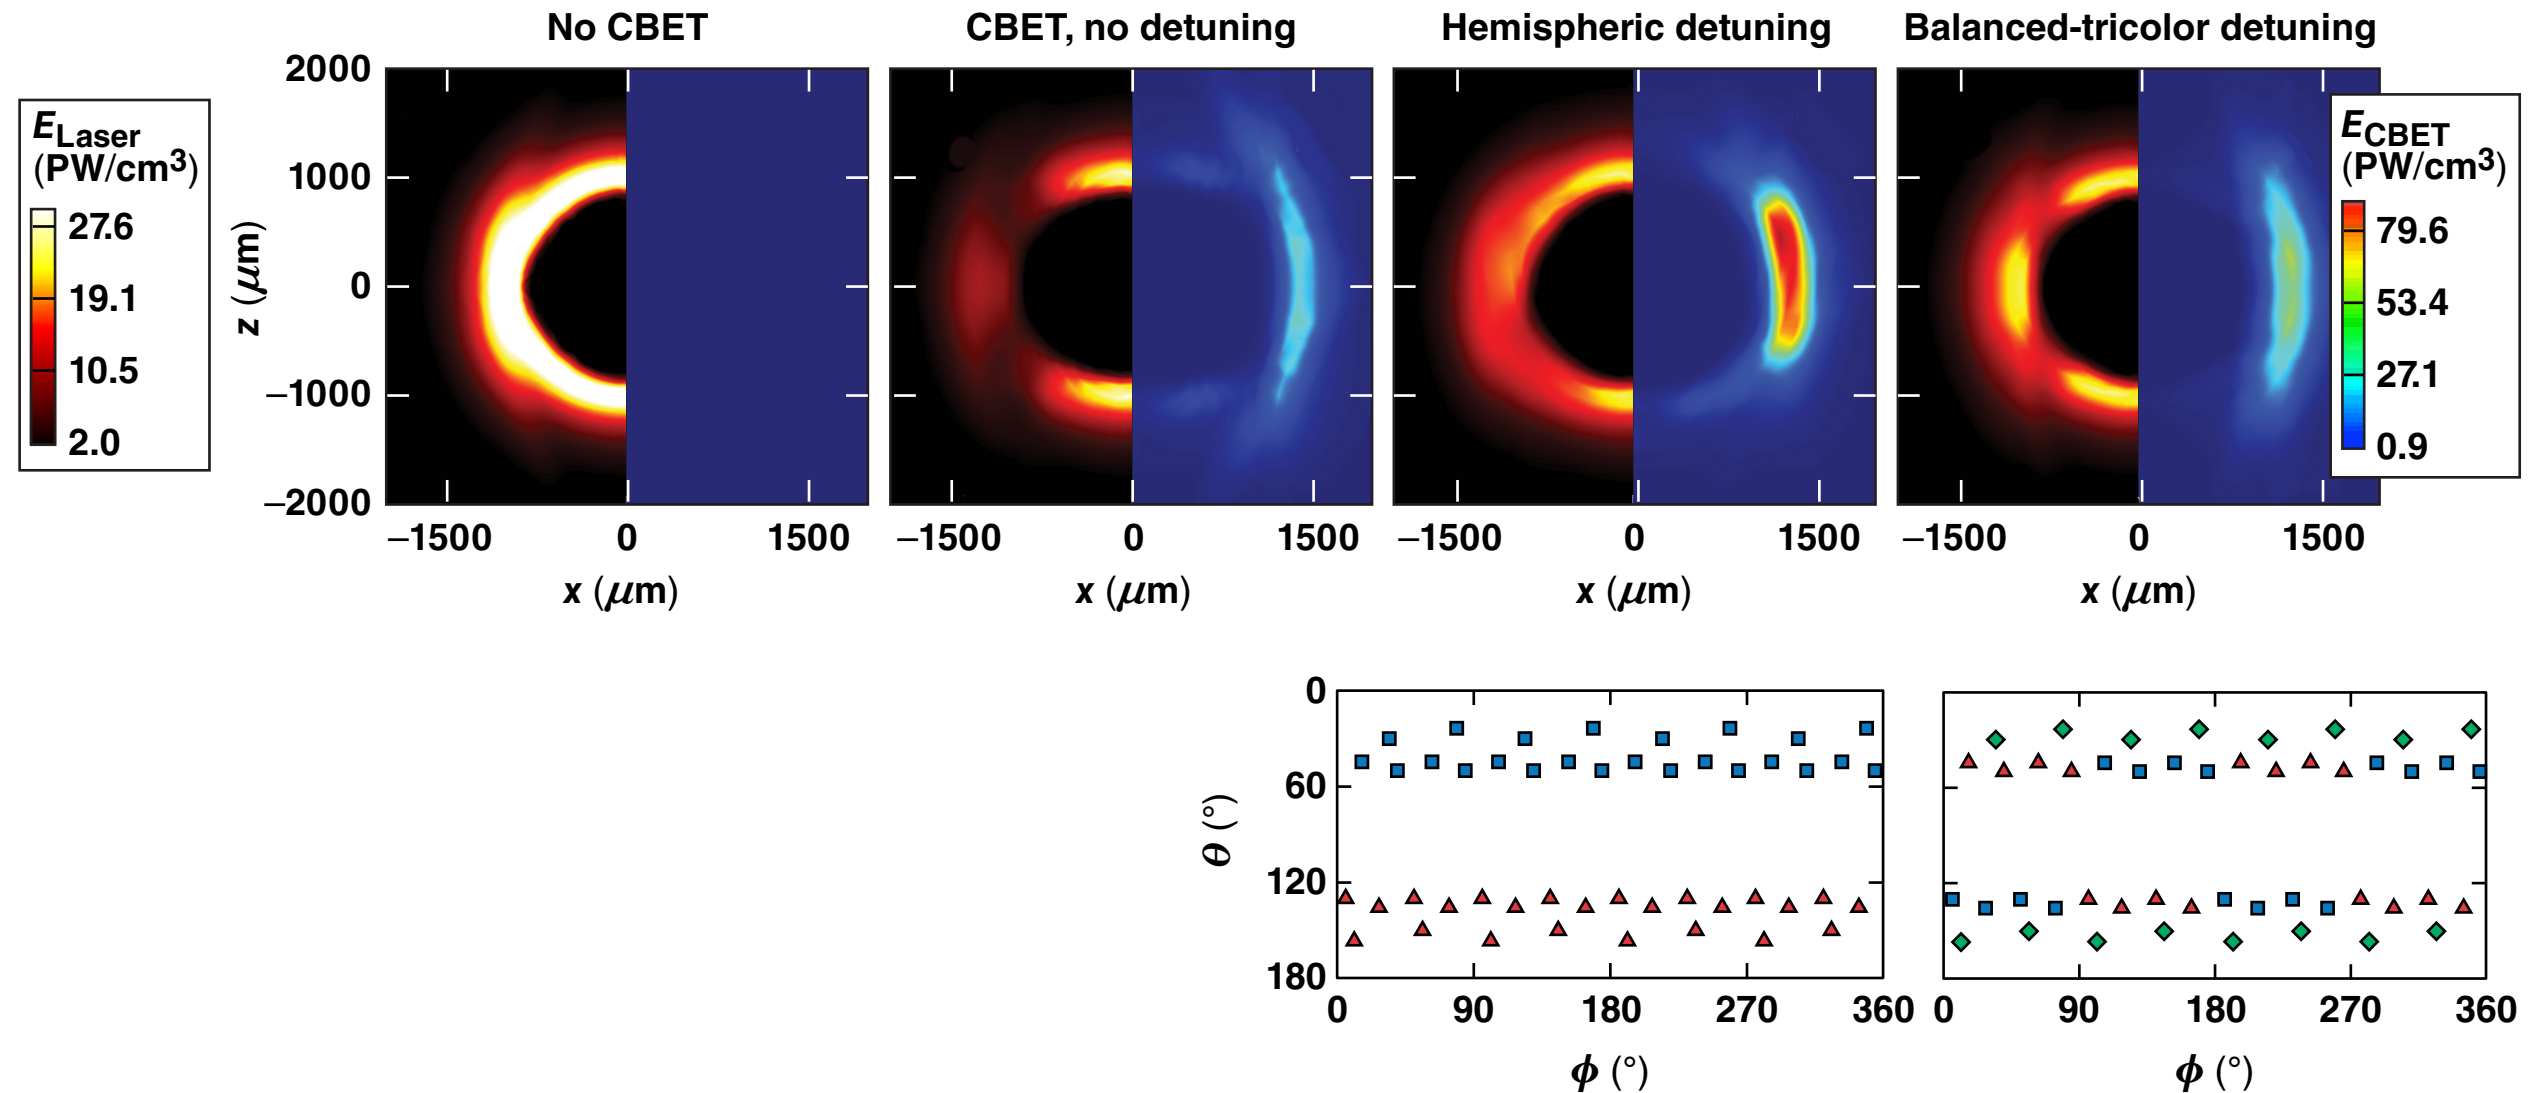 No CBET
CBET, no detuning
Hemispheric detuning
Balanced-tricolor detuning
E Laser
(PW/cm³)
27.6
19.1
10.5
2.0
z (μm)
2000
1000
0
−1000
−2000
−1500 0 1500
x (μm)
−1500 0 1500
x (μm)
−1500 0 1500
x (μm)
−1500 0 1500
x (μm)
E CBET
(PW/cm³)
79.6
53.4
27.1
0.9
θ (°)
0
60
120
180
0 90 180 270 360
ϕ (°)
0 90 180 270 360
ϕ (°)